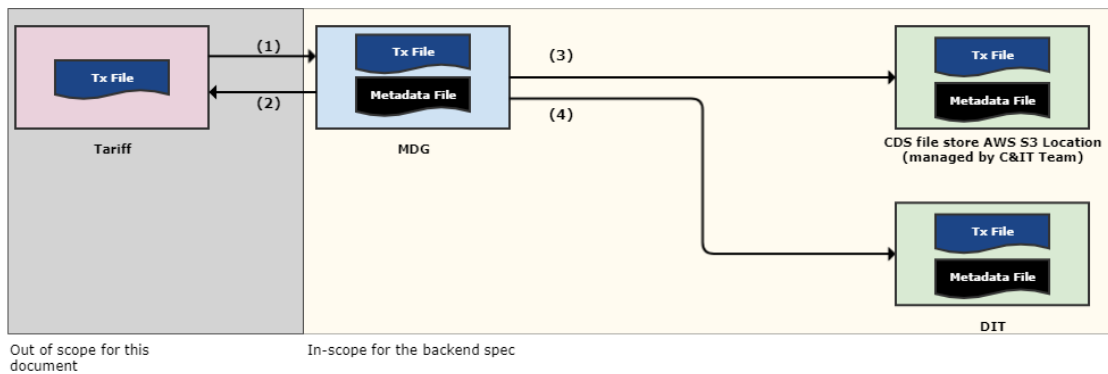 Tx File
Tariff
(1)
(2)
Tx File
Metadata File
MDG
(3)
(4)
Tx File
Metadata File
CDS file store AWS S3 Location
(managed by C&IT Team)
Tx File
Metadata File
DIT
Out of scope for this
document
In-scope for the backend spec